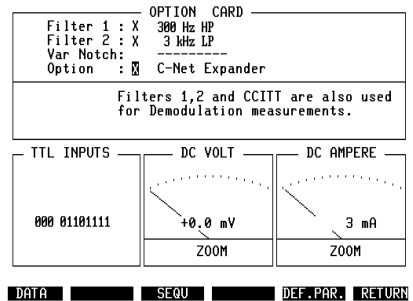 OPTION CARD
Filter 1 : X 300 Hz HP
Filter 2 : X 3 kHz LP
Var Notch: ---------
Option : X C-Net Expander
Filters 1,2 and CCITT are also used
for Demodulation measurements.
TTL INPUTS
DC VOLT
DC AMPERE
000 01101111
+0.0 mV
3 mA
ZOOM
ZOOM
DATA SEQU DEF.PAR. RETURN